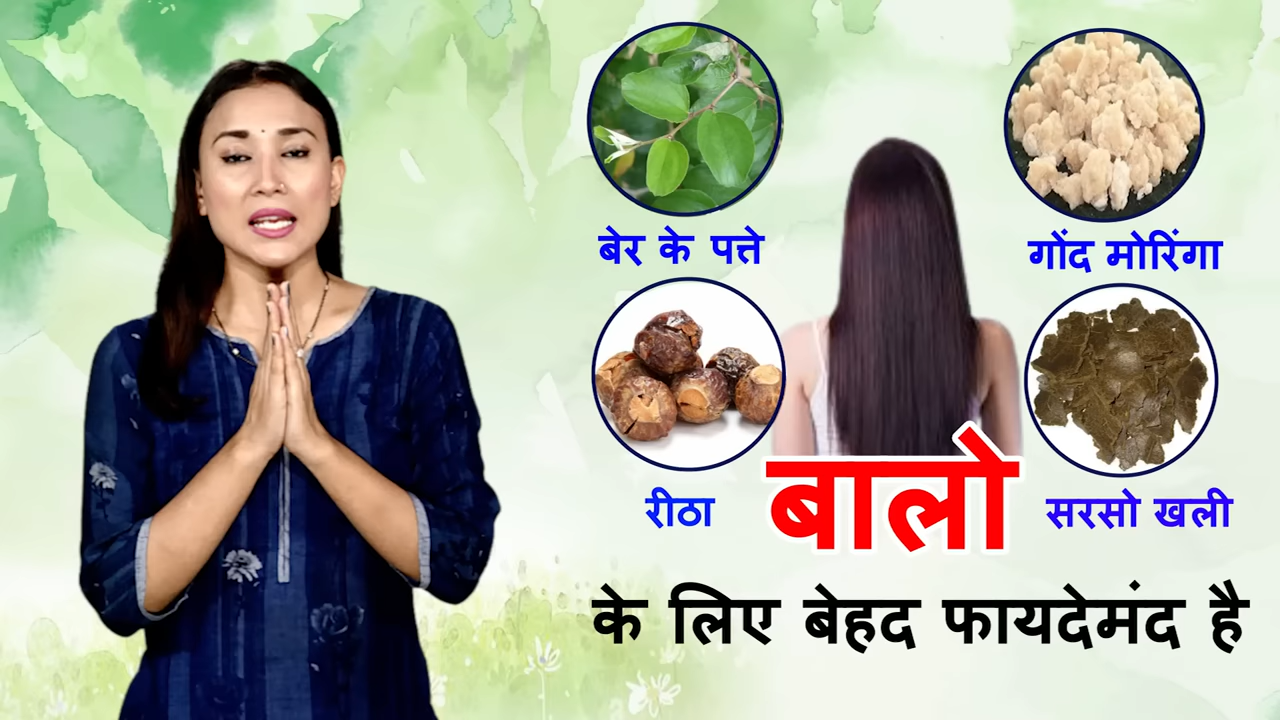 बेर के पत्ते
गोंद मोरिंगा
रीठा
सरसो खली
बालो
के लिए बेहद फायदेमंद है